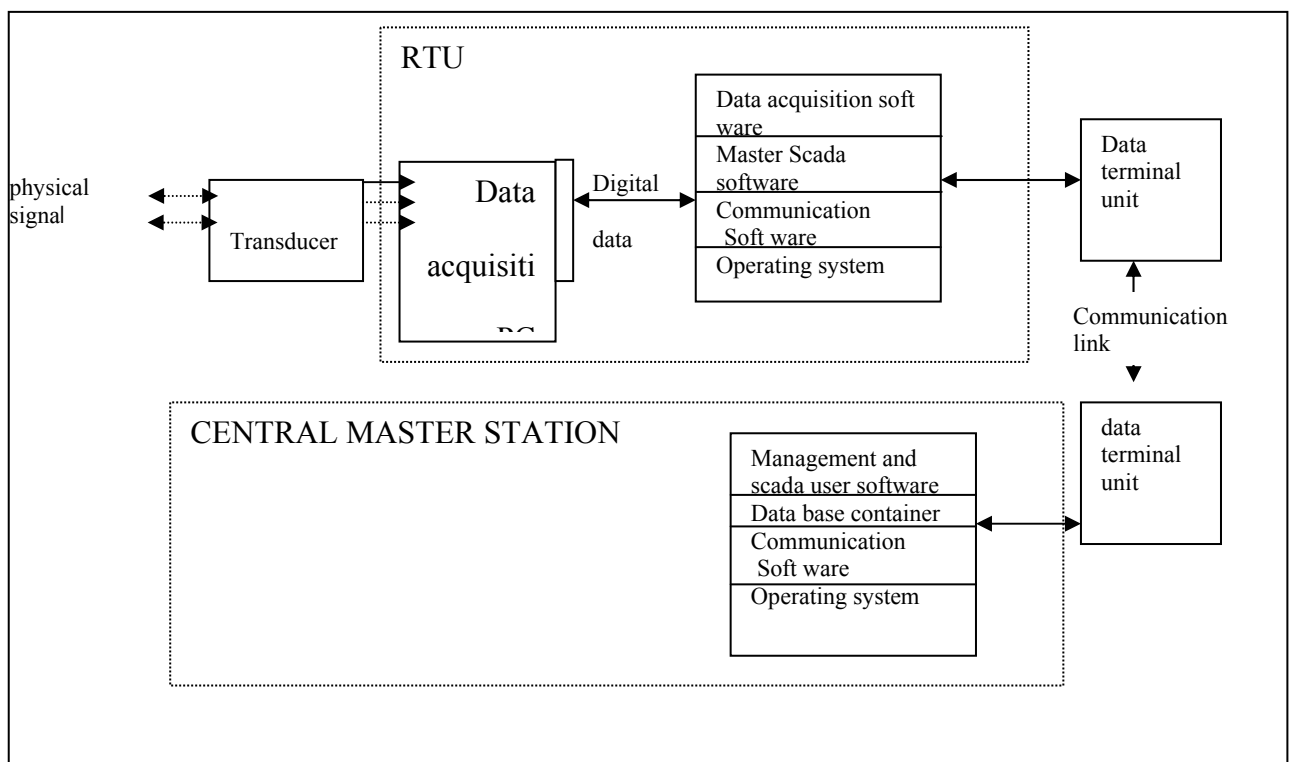 RTU
Data acquisition soft
ware
Master Scada
software
Communication
Soft ware
Operating system
physical
signal
Transducer
Data
acquisiti
Digital
data
Data
terminal
unit
Communication
link
CENTRAL MASTER STATION
Management and
scada user software
Data base container
Communication
Soft ware
Operating system
data
terminal
unit